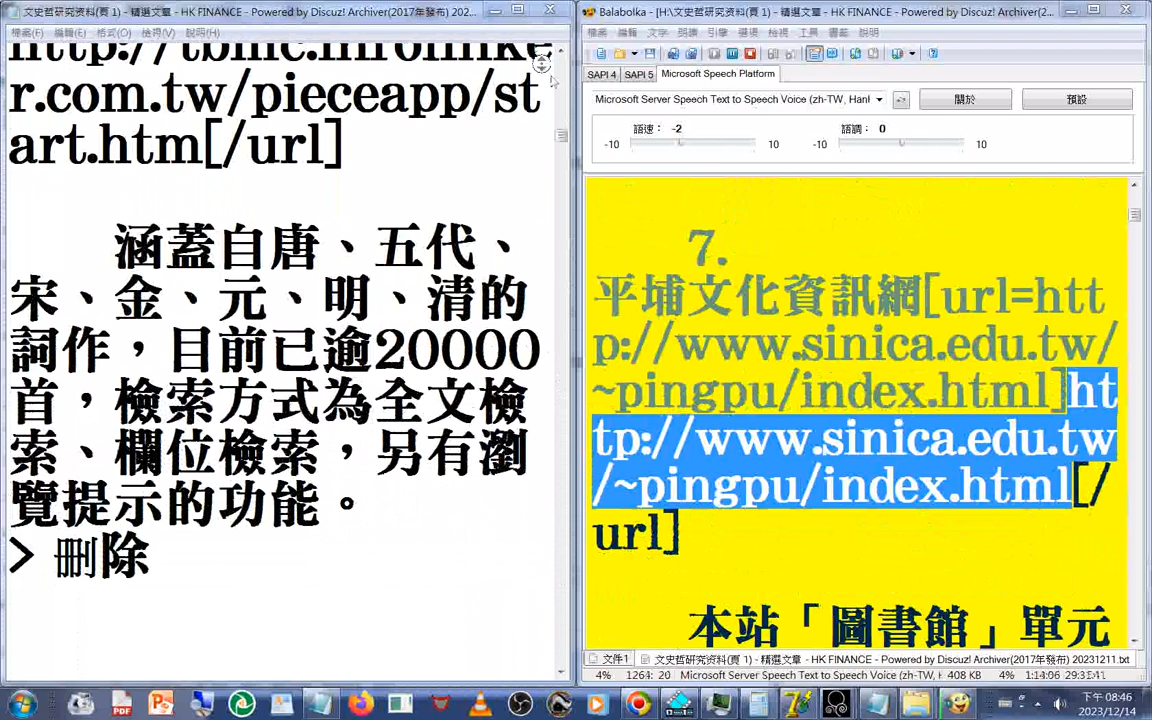 文史哲研究资料(頁 1) - 精選文章 - HK FINANCE - Powered by Discuz! Archiver(2017年發布) 202...
檔案(F) 編輯(E) 格式(O) 檢視(V) 說明(H)
r.com.tw/pieceapp/st
art.htm[/url]
涵蓋自唐、五代、
宋、金、元、明、清的
詞作，目前已逾20000
首，檢索方式為全文檢
索、欄位檢索，另有瀏
覽提示的功能。
> 刪除
Balabolka - [H:\文史哲研究资料(頁 1) - 精選文章 - HK FINANCE - Powered by Discuz! Archiver(2...
檔案 編輯 文字 朗讀 引擎 選項 檢視 工具 書籤 說明
SAPI 4 SAPI 5 Microsoft Speech Platform
Microsoft Server Speech Text to Speech Voice (zh-TW, Hanl
關於
預設
語速： -2
語調： 0
-10 10 -10 10
7.
平埔文化資訊網[url=htt
p://www.sinica.edu.tw/
~pingpu/index.html]ht
tp://www.sinica.edu.tw
/~pingpu/index.html[/
url]
本站「圖書館」單元
文件1 文史哲研究资料(頁 1) - 精選文章 - HK FINANCE - Powered by Discuz! Archiver(2017年發布) 20231211.txt
4% 1264: 20 Microsoft Server Speech Text to Speech Voice 408 KB 4% 1:14:06
下午 08:46
2023/12/14